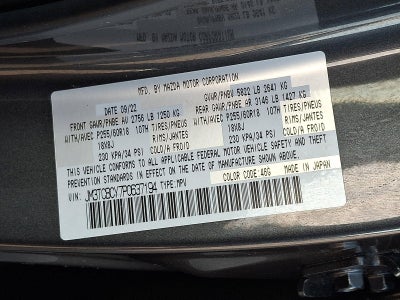 MFD. BY MAZDA MOTOR CORPORATION
DATE 09/22 GVWR/PNBV 5822 LB 2641 KG
FRONT GAWR/PNBE AV 2756 LB 1250 KG REAR GAWR/PNBE AR 3146 LB 1427 KG
WITH/AVEC P255/60R18 10TH TIRES/PNEUS WITH/AVEC P255/60R18 10TH TIRES/PNEUS
18X8J RIMS/JANTES 18X8J RIMS/JANTES
230 KPA(34 PSI) COLD/A FROID 230 KPA(34 PSI) COLD/A FROID
THIS VEHICLE CONFORMS TO ALL APPLICABLE FEDERAL MOTOR VEHICLE SAFETY AND THEFT
PREVENTION STANDARDS IN EFFECT ON THE DATE OF MANUFACTURE SHOWN ABOVE.
VIN: JM3TCBCY7P0637194 TYPE: MPV COLOR CODE: 46G MADE IN JAPAN